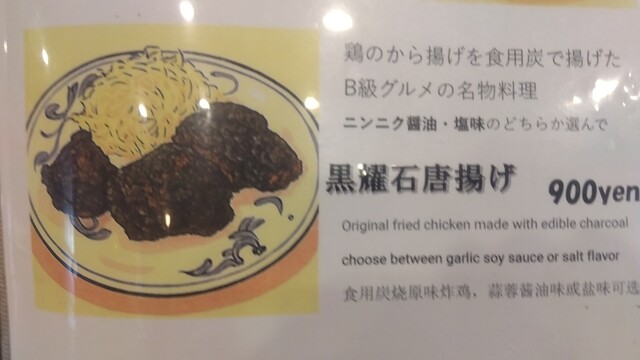 鶏のから揚げを食用炭で揚げた
B級グルメの名物料理
ニンニク醤油・塩味のどちらか選んで
黒耀石唐揚げ 900yen
Original fried chicken made with edible charcoal
choose between garlic soy sauce or salt flavor
食用炭烧原味炸鸡，蒜蓉酱油味或盐味可选